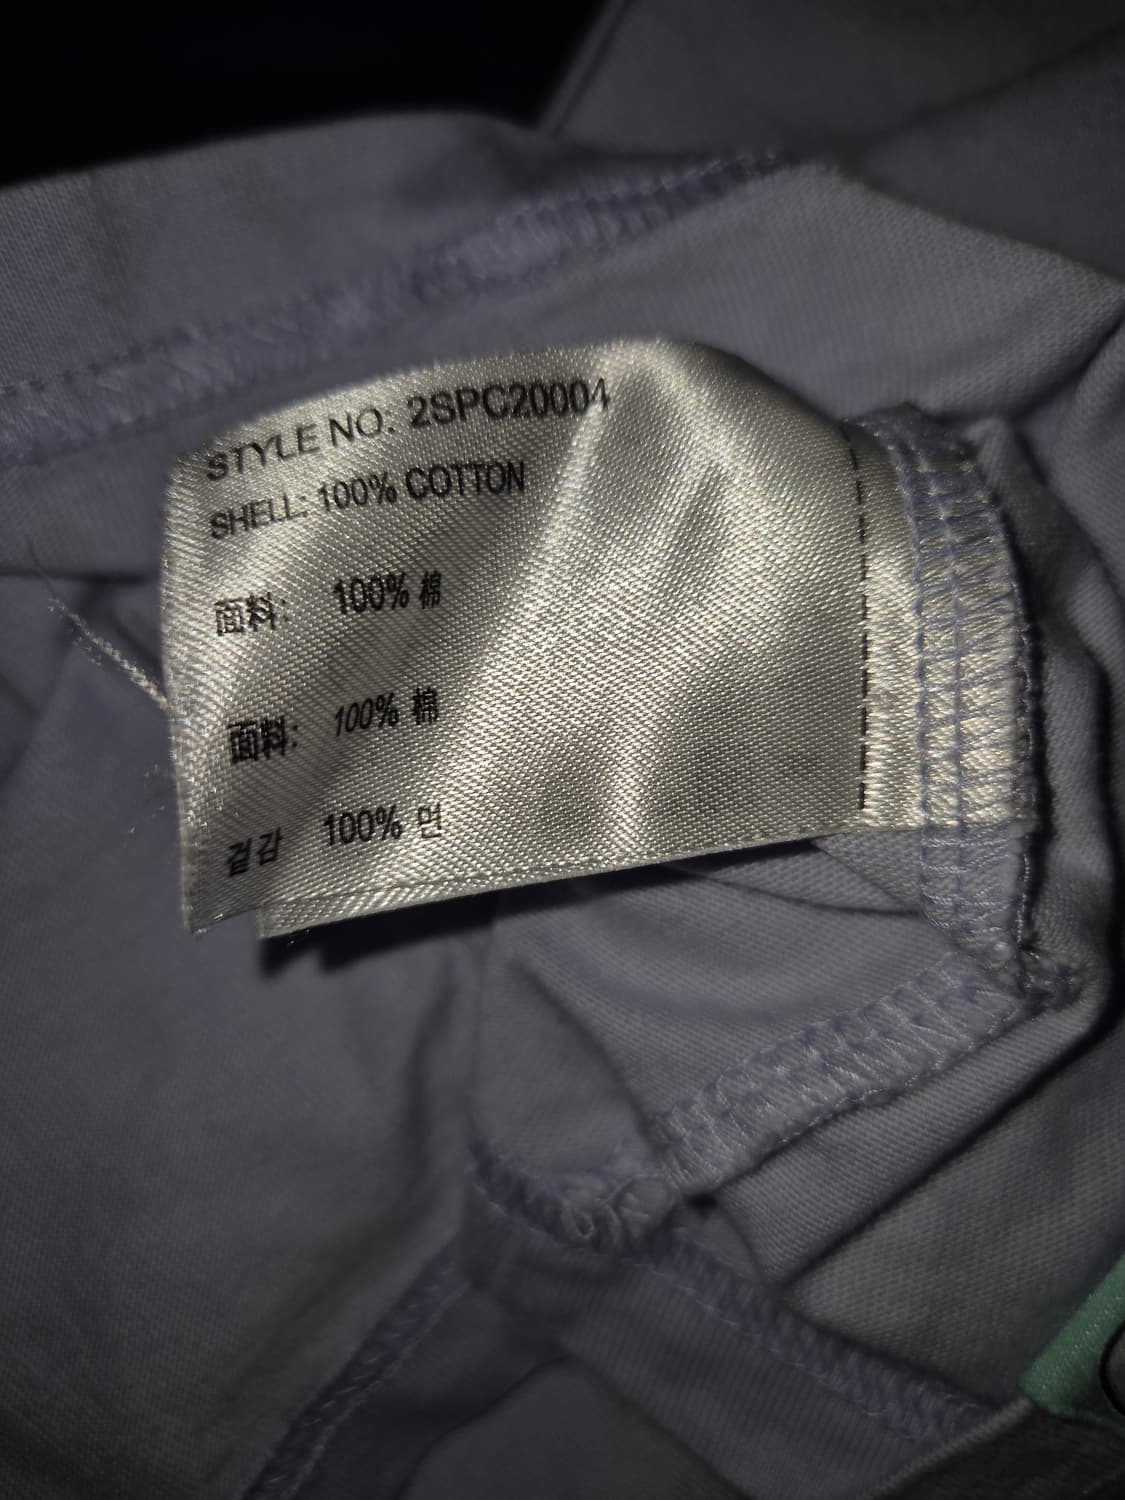 STYLE NO. 2SPC20004
SHELL: 100% COTTON
面料: 100% 棉
面料: 100% 棉
겉감 100% 면